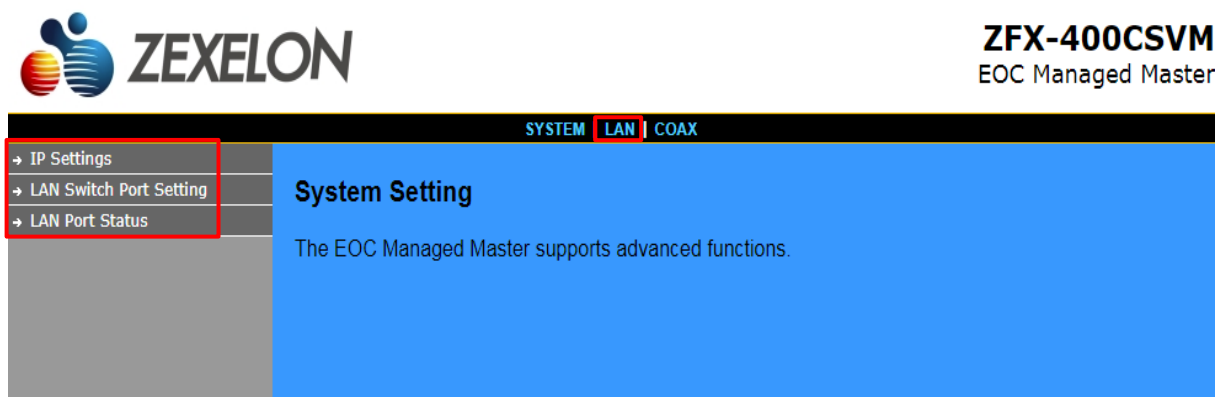 ZEXELON
ZFX-400CSVM
EOC Managed Master
SYSTEM | LAN | COAX
→ IP Settings
→ LAN Switch Port Setting
→ LAN Port Status
System Setting
The EOC Managed Master supports advanced functions.